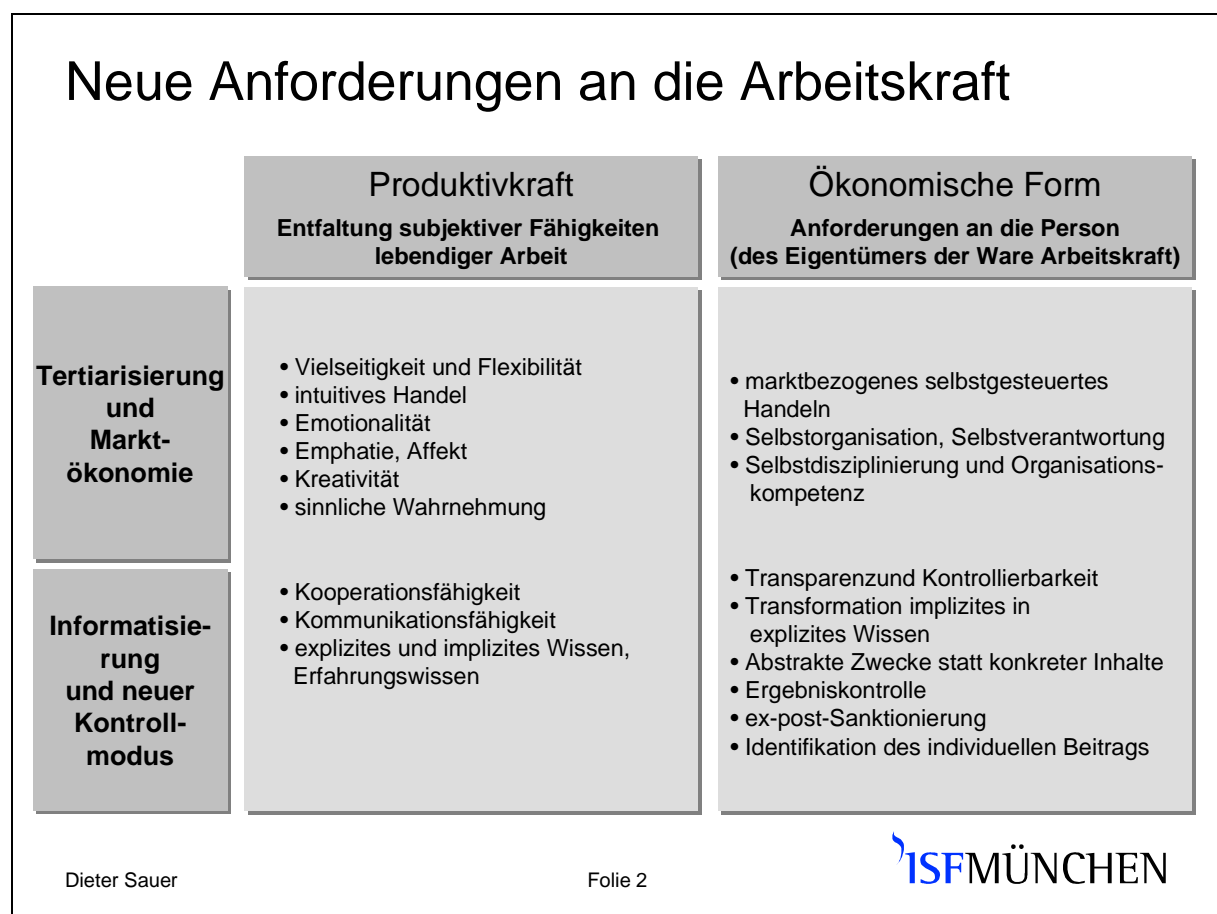 Neue Anforderungen an die Arbeitskraft
Produktivkraft
Entfaltung subjektiver Fähigkeiten
lebendiger Arbeit
Ökonomische Form
Anforderungen an die Person
(des Eigentümers der Ware Arbeitskraft)
Tertiarisierung
und
Markt-
ökonomie
• Vielseitigkeit und Flexibilität
• intuitives Handel
• Emotionalität
• Emphatie, Affekt
• Kreativität
• sinnliche Wahrnehmung
• marktbezogenes selbstgesteuertes
Handeln
• Selbstorganisation, Selbstverantwortung
• Selbstdisziplinierung und Organisations-
kompetenz
Informatisie-
rung
und neuer
Kontroll-
modus
• Kooperationsfähigkeit
• Kommunikationsfähigkeit
• explizites und implizites Wissen,
Erfahrungswissen
• Transparenzund Kontrollierbarkeit
• Transformation implizites in
explizites Wissen
• Abstrakte Zwecke statt konkreter Inhalte
• Ergebniskontrolle
• ex-post-Sanktionierung
• Identifikation des individuellen Beitrags
Dieter Sauer
Folie 2
ISFMÜNCHEN